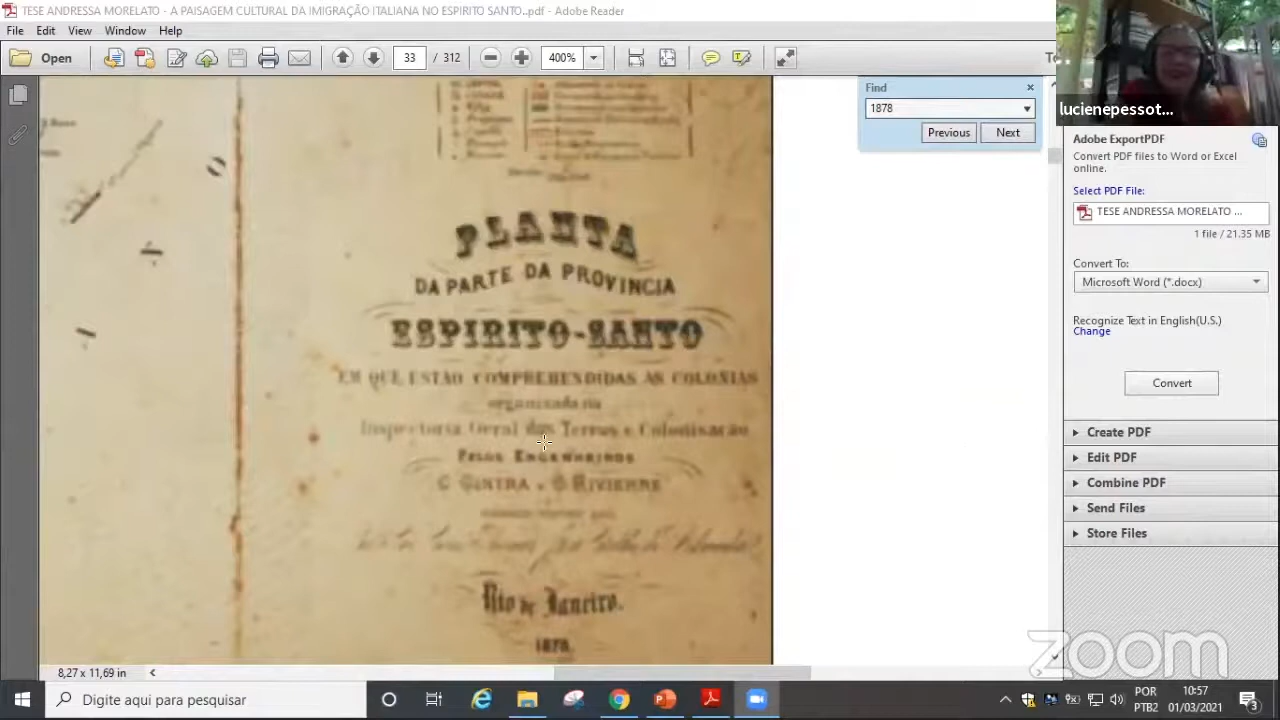 TESE ANDRESSA MORELATO - A PAISAGEM CULTURAL DA IMIGRAÇÃO ITALIANA NO ESPIRITO SANTO..pdf - Adobe Reader
File Edit View Window Help
Open 33 / 312 400%
Find
1878
Previous Next
lucienepessot...
PLANTA
DA PARTE DA PROVINCIA
ESPIRITO-SANTO
EM QUE ESTÃO COMPREHENDIDAS AS COLONIAS
organizada na
Inspectoria Geral das Terras e Colonisação
PELOS ENGENHEIROS
C CINTRA e RIVIERRE
Rio de Janeiro.
1878.
8,27 x 11,69 in
Adobe ExportPDF
Convert PDF files to Word or Excel
online.
Select PDF File:
TESE ANDRESSA MORELATO ...
1 file / 21.35 MB
Convert To:
Microsoft Word (*.docx)
Recognize Text in English(U.S.)
Change
Convert
Create PDF
Edit PDF
Combine PDF
Send Files
Store Files
zoom
Digite aqui para pesquisar
POR
PTB2
10:57
01/03/2021
3